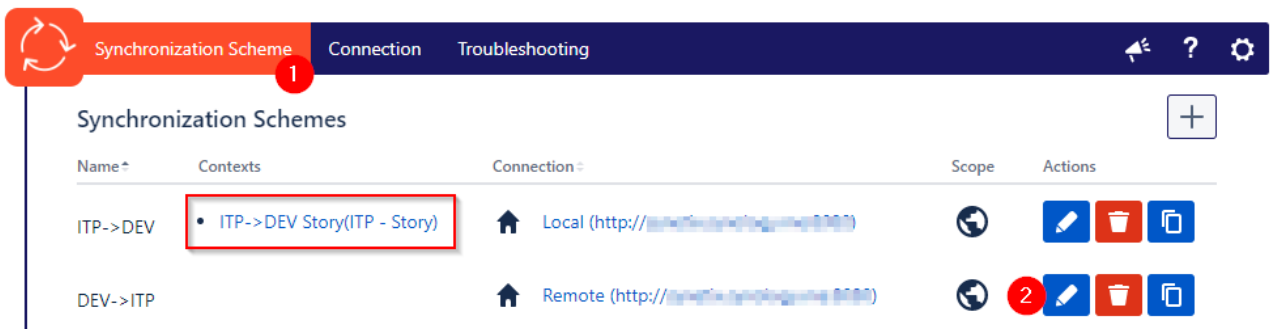 Synchronization Scheme Connection Troubleshooting ?
1
Synchronization Schemes
Name Contexts Connection Scope Actions
ITP->DEV • ITP->DEV Story(ITP - Story) Local (http://
DEV->ITP Remote (http:// 2